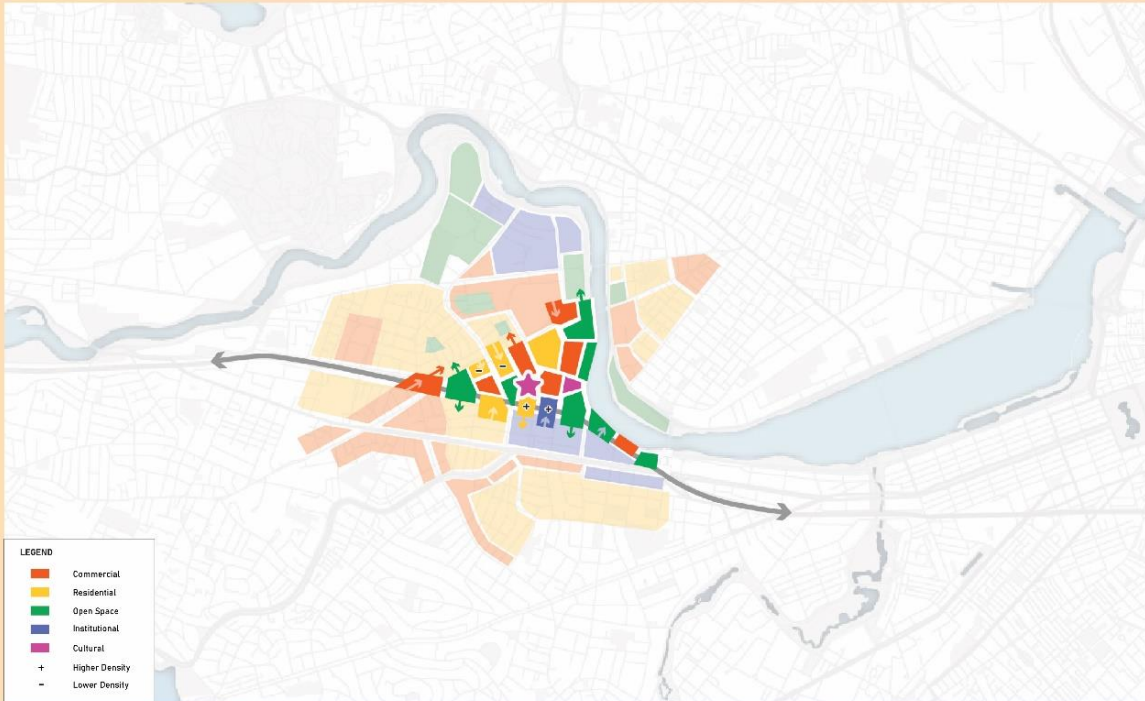 LEGEND
Commercial
Residential
Open Space
Institutional
Cultural
+ Higher Density
- Lower Density